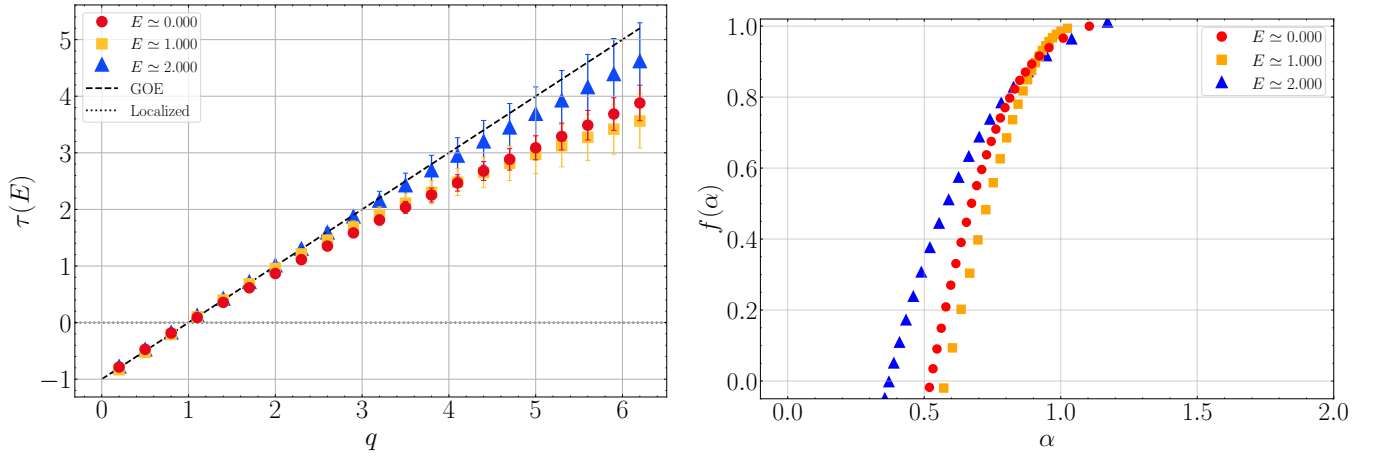 E ≃ 0.000
E ≃ 1.000
E ≃ 2.000
GOE
Localized
τ(E)
5
4
3
2
1
0
−1
0 1 2 3 4 5 6
q
E ≃ 0.000
E ≃ 1.000
E ≃ 2.000
f(α)
1.0
0.8
0.6
0.4
0.2
0.0
0.0 0.5 1.0 1.5 2.0
α